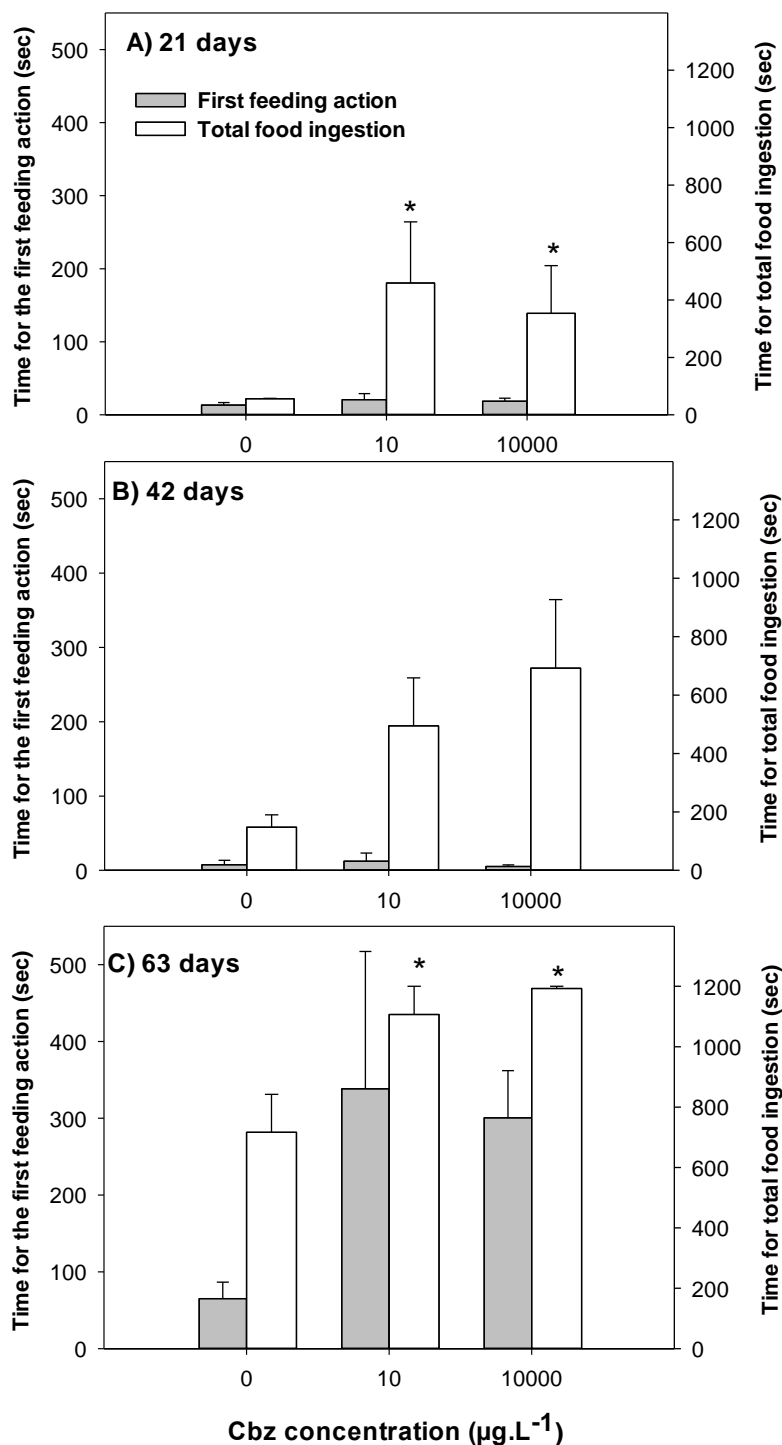 A) 21 days
First feeding action
Total food ingestion
Time for the first feeding action (sec)
500
400
300
200
100
0
Time for total food ingestion (sec)
1200
1000
800
600
400
200
0
*
*
0 10 10000
B) 42 days
Time for the first feeding action (sec)
500
400
300
200
100
0
Time for total food ingestion (sec)
1200
1000
800
600
400
200
0
0 10 10000
C) 63 days
Time for the first feeding action (sec)
500
400
300
200
100
0
Time for total food ingestion (sec)
1200
1000
800
600
400
200
0
*
*
0 10 10000
Cbz concentration (µg.L⁻¹)